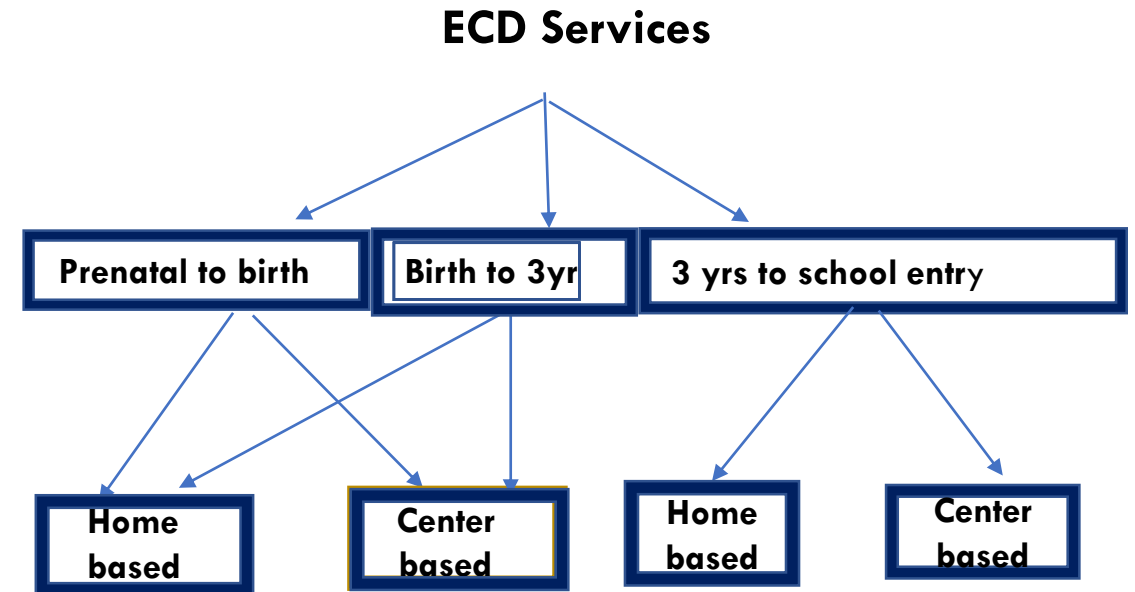 ECD Services
Prenatal to birth
Birth to 3yr
3 yrs to school entry
Home
based
Center
based
Home
based
Center
based